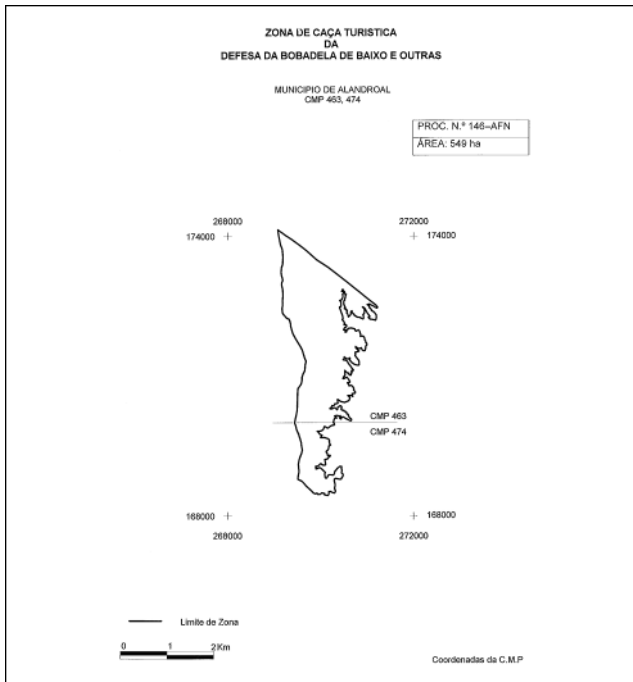 ZONA DE CAÇA TURISTICA
DA
DEFESA DA BOBADELA DE BAIXO E OUTRAS
MUNICIPIO DE ALANDROAL
CMP 463, 474
PROC. N.º 146–AFN
ÁREA: 549 ha
268000
272000
174000
174000
CMP 463
CMP 474
168000
168000
268000
272000
Limite de Zona
0 1 2 Km
Coordenadas da C.M.P